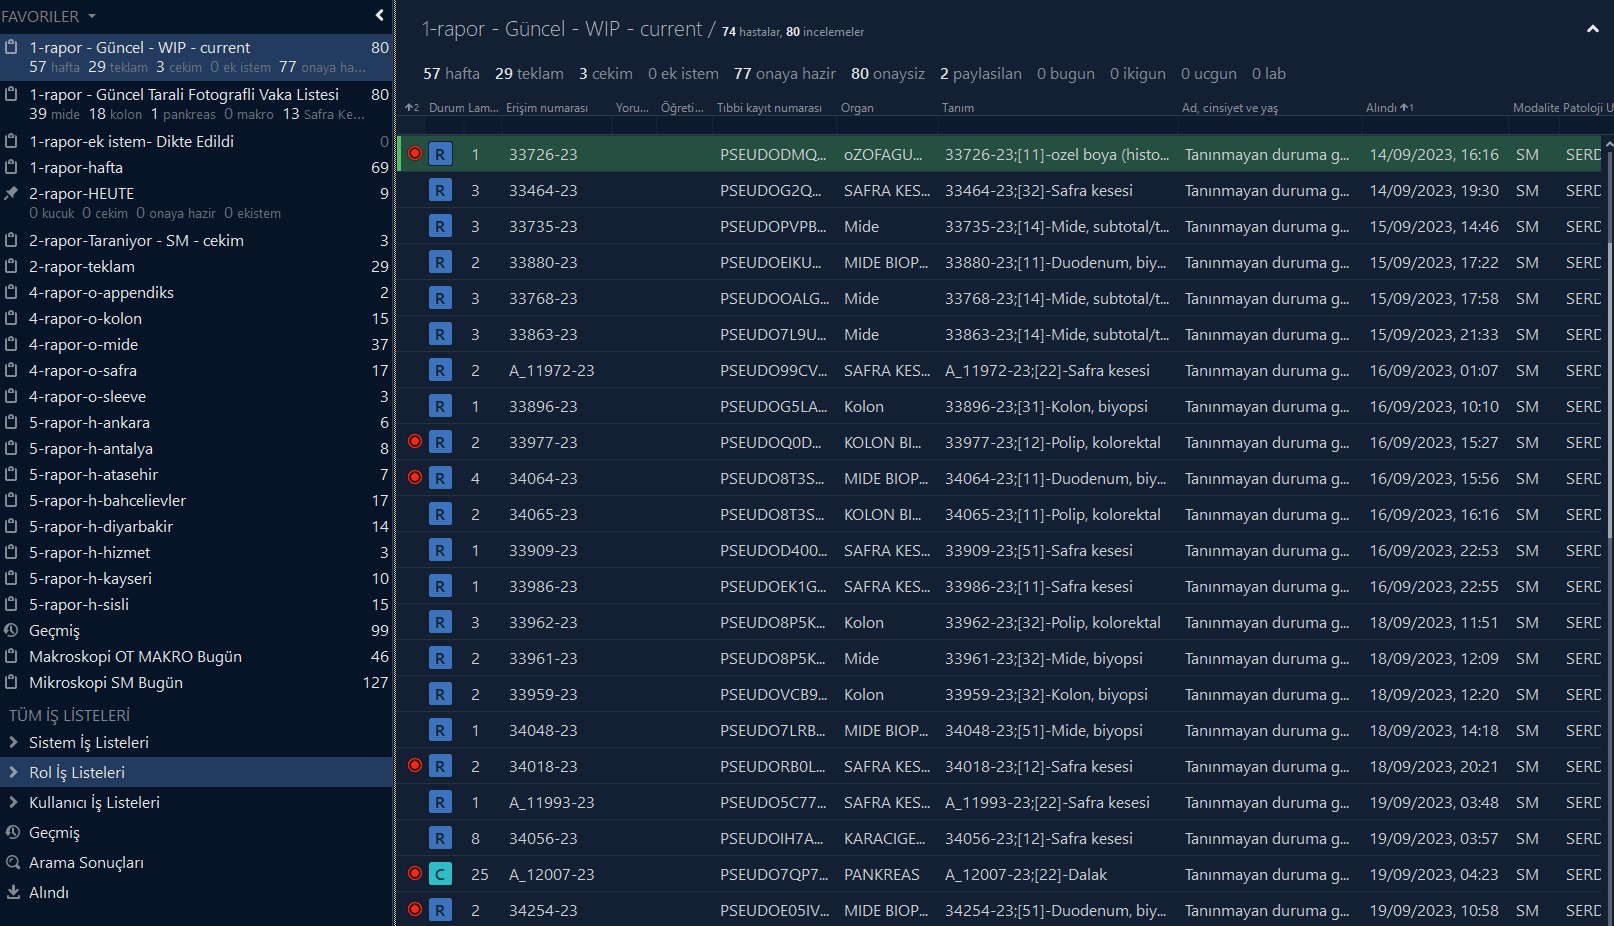 FAVORİLER
1-rapor - Güncel - WIP - current 80
57 hafta 29 teklam 3 cekim 0 ek istem 77 onaya ha...
1-rapor - Güncel Tarali Fotografli Vaka Listesi 80
39 mide 18 kolon 1 pankreas 0 makro 13 Safra Ke...
1-rapor-ek istem- Dikte Edildi 0
1-rapor-hafta 69
2-rapor-HEUTE 9
0 kucuk 0 cekim 0 onaya hazir 0 ekistem
2-rapor-Taraniyor - SM - cekim 3
2-rapor-teklam 29
4-rapor-o-appendiks 2
4-rapor-o-kolon 15
4-rapor-o-mide 37
4-rapor-o-safra 17
4-rapor-o-sleeve 3
5-rapor-h-ankara 6
5-rapor-h-antalya 8
5-rapor-h-atasehir 7
5-rapor-h-bahcelievler 17
5-rapor-h-diyarbakir 14
5-rapor-h-hizmet 3
5-rapor-h-kayseri 10
5-rapor-h-sisli 15
Geçmiş 99
Makroskopi OT MAKRO Bugün 46
Mikroskopi SM Bugün 127
TÜM İŞ LİSTELERİ
Sistem İş Listeleri
Rol İş Listeleri
Kullanıcı İş Listeleri
Geçmiş
Arama Sonuçları
Alındı
1-rapor - Güncel - WIP - current / 74 hastalar, 80 incelemeler
57 hafta 29 teklam 3 cekim 0 ek istem 77 onaya hazir 80 onaysiz 2 paylasilan 0 bugun 0 ikigun 0 ucgun 0 lab
2 Durum Lam... Erişim numarası Yoru... Öğreti... Tıbbi kayıt numarası Organ Tanım Ad, cinsiyet ve yaş Alındı 1 Modalite Patoloji U
R 1 33726-23 PSEUDODMQ... oZOFAGU... 33726-23;[11]-ozel boya (histo... 14/09/2023, 16:16 SM SERD
R 3 33464-23 PSEUDOG2Q... SAFRA KES... 33464-23;[32]-Safra kesesi Tanınmayan duruma g... 14/09/2023, 19:30 SM SERD
R 3 33735-23 PSEUDOPVPB... Mide 33735-23;[14]-Mide, subtotal/t... Tanınmayan duruma g... 15/09/2023, 14:46 SM SERD
R 2 33880-23 PSEUDOEIKU... MIDE BIOP... 33880-23;[11]-Duodenum, biy... Tanınmayan duruma g... 15/09/2023, 17:22 SM SERD
R 3 33768-23 PSEUDOOALG... Mide 33768-23;[14]-Mide, subtotal/t... Tanınmayan duruma g... 15/09/2023, 17:58 SM SERD
R 3 33863-23 PSEUDO7L9U... Mide 33863-23;[14]-Mide, subtotal/t... Tanınmayan duruma g... 15/09/2023, 21:33 SM SERD
R 2 A_11972-23 PSEUDO99CV... SAFRA KES... A_11972-23;[22]-Safra kesesi Tanınmayan duruma g... 16/09/2023, 01:07 SM SERD
R 1 33896-23 PSEUDOG5LA... Kolon 33896-23;[31]-Kolon, biyopsi Tanınmayan duruma g... 16/09/2023, 10:10 SM SERD
R 2 33977-23 PSEUDOQ0D... KOLON BI... 33977-23;[12]-Polip, kolorektal Tanınmayan duruma g... 16/09/2023, 15:27 SM SERD
R 4 34064-23 PSEUDO8T3S... MIDE BIOP... 34064-23;[11]-Duodenum, biy... Tanınmayan duruma g... 16/09/2023, 15:56 SM SERD
R 2 34065-23 PSEUDO8T3S... KOLON BI... 34065-23;[11]-Polip, kolorektal Tanınmayan duruma g... 16/09/2023, 16:16 SM SERD
R 1 33909-23 PSEUDOD400... SAFRA KES... 33909-23;[51]-Safra kesesi Tanınmayan duruma g... 16/09/2023, 22:53 SM SERD
R 1 33986-23 PSEUDOEK1G... SAFRA KES... 33986-23;[11]-Safra kesesi Tanınmayan duruma g... 16/09/2023, 22:55 SM SERD
R 3 33962-23 PSEUDO8P5K... Kolon 33962-23;[32]-Polip, kolorektal Tanınmayan duruma g... 18/09/2023, 11:51 SM SERD
R 2 33961-23 PSEUDO8P5K... Mide 33961-23;[32]-Mide, biyopsi Tanınmayan duruma g... 18/09/2023, 12:09 SM SERD
R 2 33959-23 PSEUDOVCB9... Kolon 33959-23;[32]-Kolon, biyopsi Tanınmayan duruma g... 18/09/2023, 12:20 SM SERD
R 1 34048-23 PSEUDO7LRB... MIDE BIOP... 34048-23;[51]-Mide, biyopsi Tanınmayan duruma g... 18/09/2023, 14:18 SM SERD
R 2 34018-23 PSEUDORB0L... SAFRA KES... 34018-23;[12]-Safra kesesi Tanınmayan duruma g... 18/09/2023, 20:21 SM SERD
R 1 A_11993-23 PSEUDO5C77... SAFRA KES... A_11993-23;[22]-Safra kesesi Tanınmayan duruma g... 19/09/2023, 03:48 SM SERD
R 8 34056-23 PSEUDOIH7A... KARACIGE... 34056-23;[12]-Safra kesesi Tanınmayan duruma g... 19/09/2023, 03:57 SM SERD
C 25 A_12007-23 PSEUDO7QP7... PANKREAS A_12007-23;[22]-Dalak Tanınmayan duruma g... 19/09/2023, 04:23 SM SERD
R 2 34254-23 PSEUDOE05IV... MIDE BIOP... 34254-23;[51]-Duodenum, biy... Tanınmayan duruma g... 19/09/2023, 10:58 SM SERD